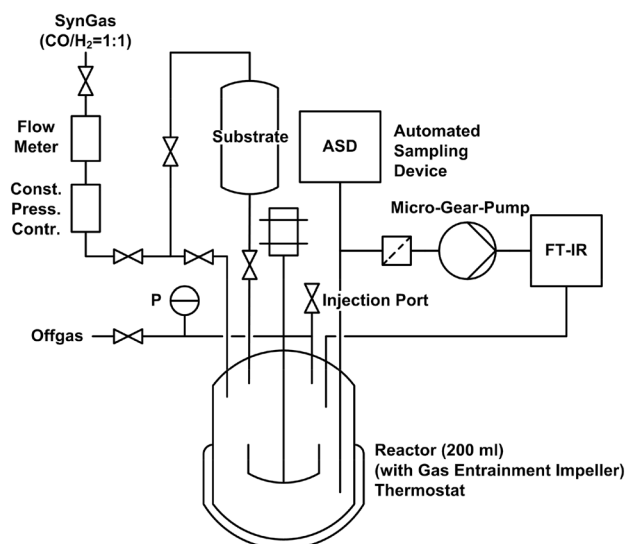 SynGas
(CO/H₂=1:1)
Flow
Meter
Const.
Press.
Contr.
Substrate
ASD
Automated
Sampling
Device
Micro-Gear-Pump
FT-IR
P
Injection Port
Offgas
Reactor (200 ml)
(with Gas Entrainment Impeller)
Thermostat